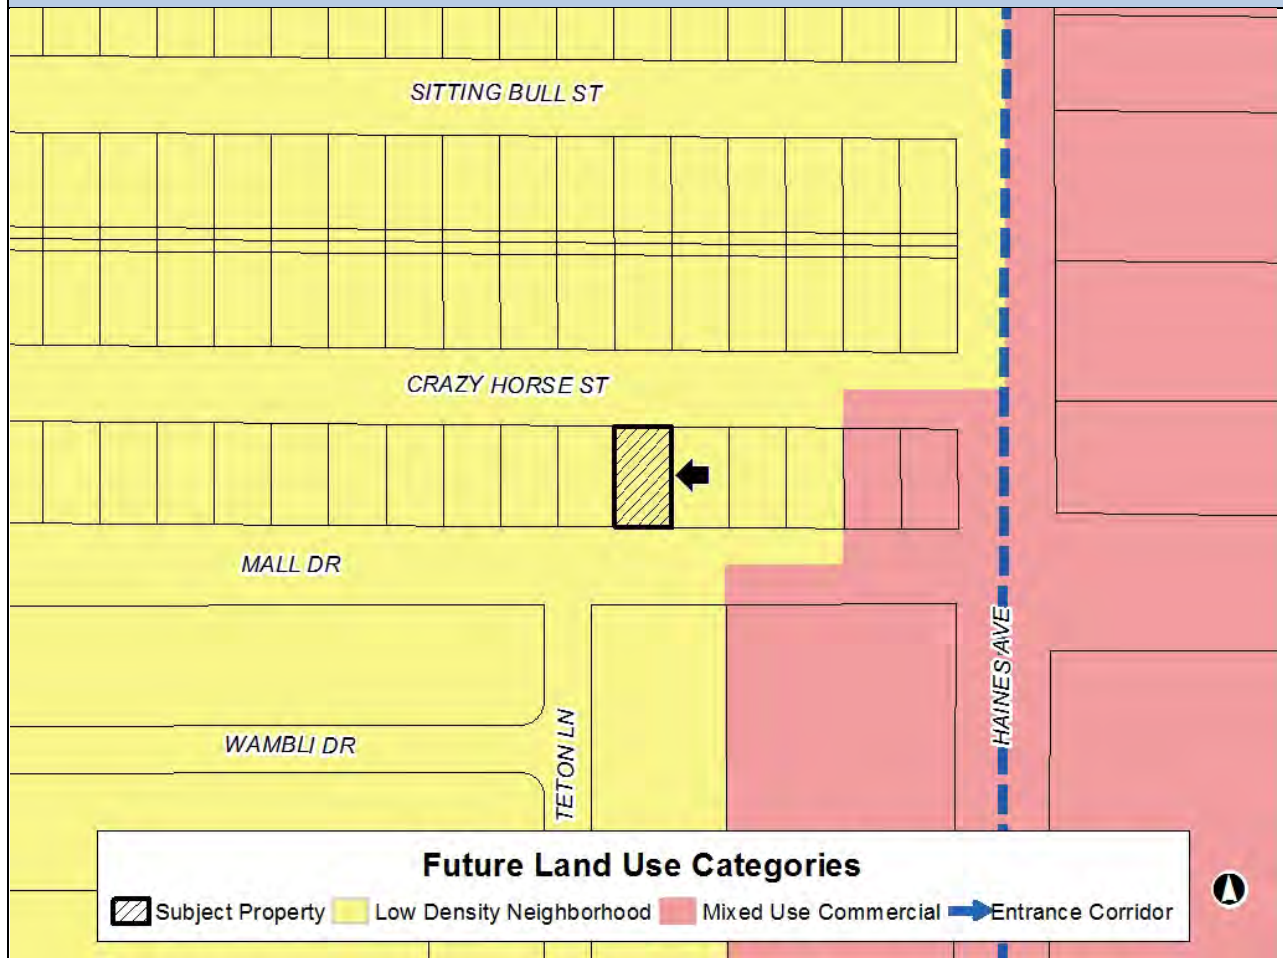 SITTING BULL ST
CRAZY HORSE ST
MALL DR
HAINES AVE
WAMBLI DR
TETON LN
Future Land Use Categories
Subject Property Low Density Neighborhood Mixed Use Commercial Entrance Corridor